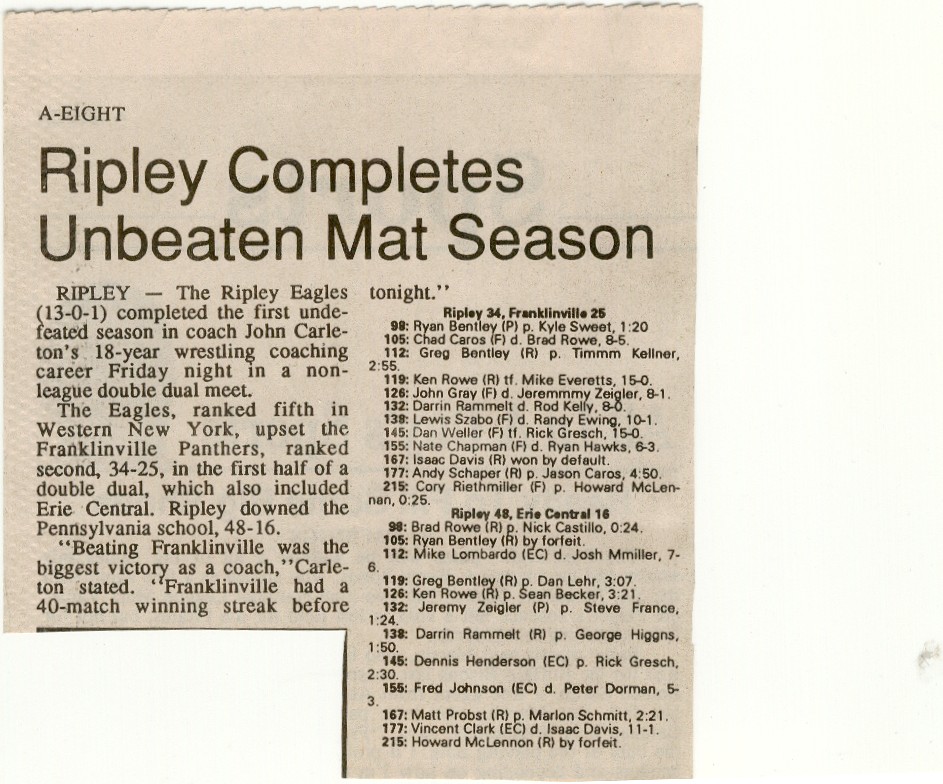 A-EIGHT
Ripley Completes
Unbeaten Mat Season
RIPLEY — The Ripley Eagles
(13-0-1) completed the first unde-
feated season in coach John Carle-
ton's 18-year wrestling coaching
career Friday night in a non-
league double dual meet.
The Eagles, ranked fifth in
Western New York, upset the
Franklinville Panthers, ranked
second, 34-25, in the first half of a
double dual, which also included
Erie Central. Ripley downed the
Pennsylvania school, 48-16.
"Beating Franklinville was the
biggest victory as a coach,"Carle-
ton stated. "Franklinville had a
40-match winning streak before
tonight."
Ripley 34, Franklinville 25
98: Ryan Bentley (P) p. Kyle Sweet, 1:20
105: Chad Caros (F) d. Brad Rowe, 8-5.
112: Greg Bentley (R) p. Timmm Kellner,
2:55.
119: Ken Rowe (R) tf. Mike Everetts, 15-0.
126: John Gray (F) d. Jeremmmy Zeigler, 8-1.
132: Darrin Rammelt d. Rod Kelly, 8-0.
138: Lewis Szabo (F) d. Randy Ewing, 10-1.
145: Dan Weller (F) tf. Rick Gresch, 15-0.
155: Nate Chapman (F) d. Ryan Hawks, 6-3.
167: Isaac Davis (R) won by default.
177: Andy Schaper (R) p. Jason Caros, 4:50.
215: Cory Riethmiller (F) p. Howard McLen-
nan, 0:25.
Ripley 48, Erie Central 16
98: Brad Rowe (R) p. Nick Castillo, 0:24.
105: Ryan Bentley (R) by forfeit.
112: Mike Lombardo (EC) d. Josh Mmiller, 7-
6.
119: Greg Bentley (R) p. Dan Lehr, 3:07.
126: Ken Rowe (R) p. Sean Becker, 3:21.
132: Jeremy Zeigler (P) p. Steve France,
1:24.
138: Darrin Rammelt (R) p. George Higgns,
1:50.
145: Dennis Henderson (EC) p. Rick Gresch,
2:30.
155: Fred Johnson (EC) d. Peter Dorman, 5-
3.
167: Matt Probst (R) p. Marlon Schmitt, 2:21.
177: Vincent Clark (EC) d. Isaac Davis, 11-1.
215: Howard McLennon (R) by forfeit.